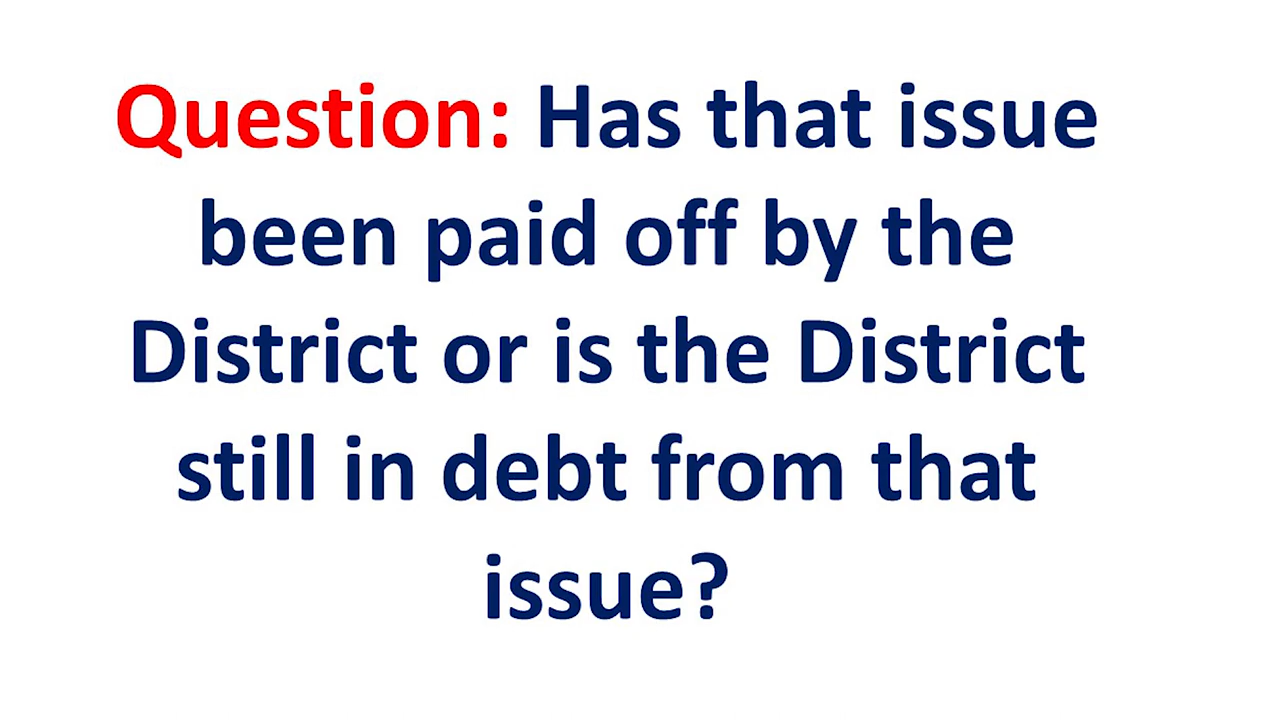 Question: Has that issue
been paid off by the
District or is the District
still in debt from that
issue?